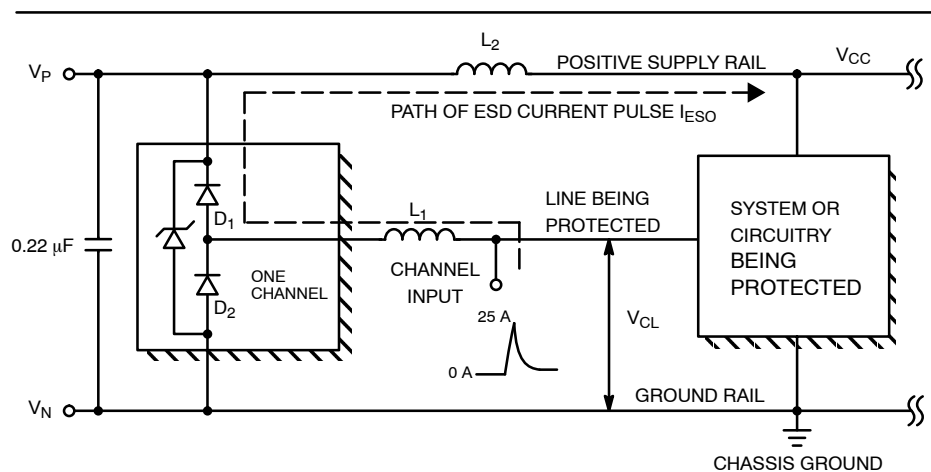 L2
VP
POSITIVE SUPPLY RAIL
VCC
PATH OF ESD CURRENT PULSE IESO
D1
L1
LINE BEING
PROTECTED
SYSTEM OR
CIRCUITRY
BEING
PROTECTED
0.22 μF
ONE
CHANNEL
D2
CHANNEL
INPUT
25 A
0 A
VCL
VN
GROUND RAIL
CHASSIS GROUND